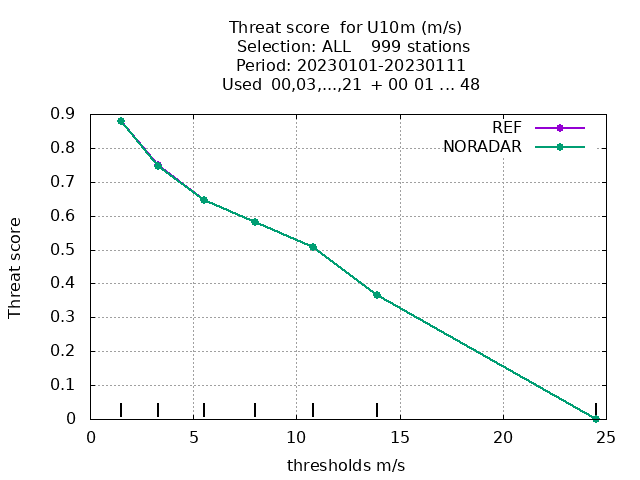 Threat score  for U10m (m/s)
Selection: ALL    999 stations
Period: 20230101-20230111
Used  00,03,...,21  + 00 01 ... 48
REF
NORADAR
Threat score
0.9
0.8
0.7
0.6
0.5
0.4
0.3
0.2
0.1
0
0 5 10 15 20 25
thresholds m/s